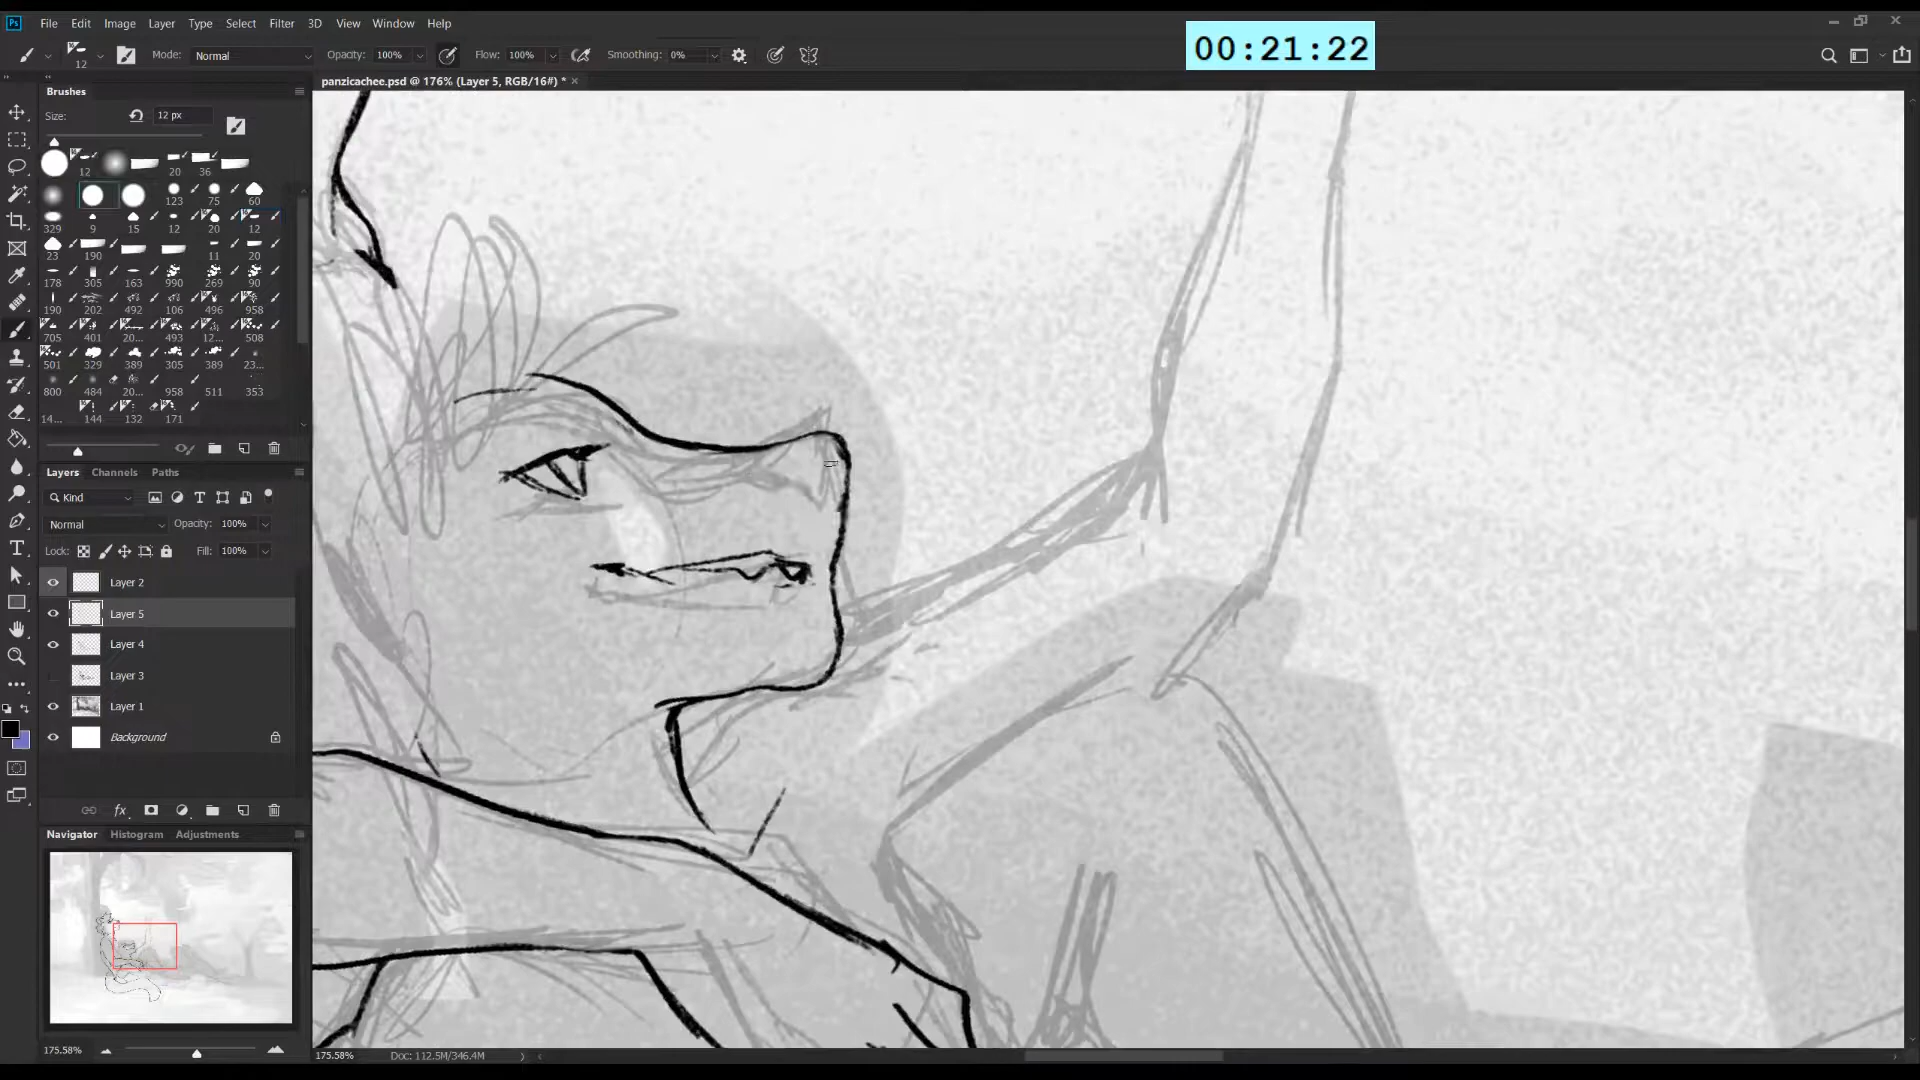 Ps File Edit Image Layer Type Select Filter 3D View Window Help
00:21:22
12 Mode: Normal Opacity: 100% Flow: 100% Smoothing: 0%
panzicachee.psd @ 176% (Layer 5, RGB/16#) * ×
Brushes
Size: 12 px
12 20 36
123 75 60
329 9 15 12 20 12
23 190 11 20
178 305 163 990 269 90
190 202 492 106 496 958
705 401 20... 493 12... 508
501 329 389 305 389 23...
800 484 20... 958 511 353
14... 144 132 171
Layers Channels Paths
Kind
Normal Opacity: 100%
Lock: Fill: 100%
Layer 2
Layer 5
Layer 4
Layer 3
Layer 1
Background
fx
Navigator Histogram Adjustments
175.58%
175.58% Doc: 112.5M/346.4M